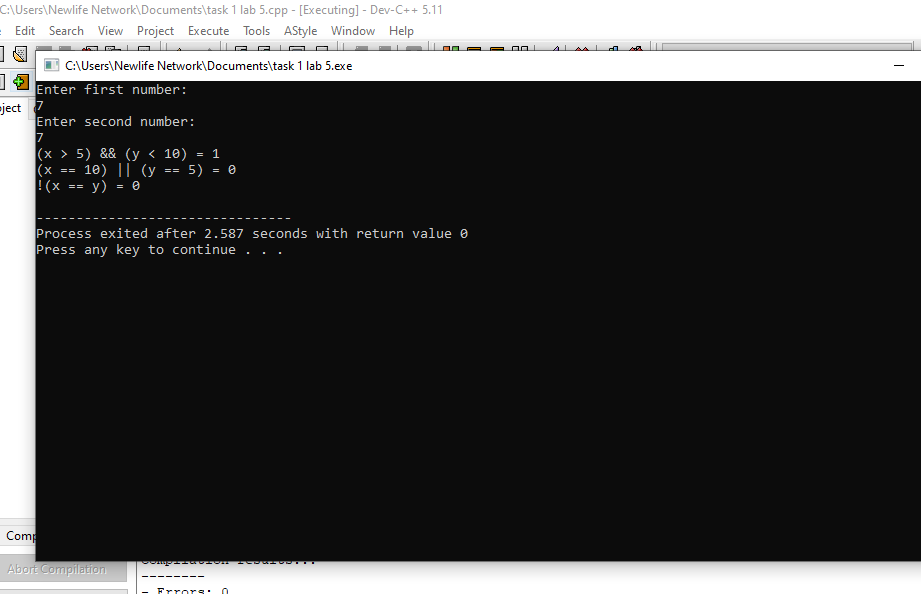 C:\Users\Newlife Network\Documents\task 1 lab 5.cpp - [Executing] - Dev-C++ 5.11
Edit Search View Project Execute Tools AStyle Window Help
C:\Users\Newlife Network\Documents\task 1 lab 5.exe
Enter first number:
7
Enter second number:
7
(x > 5) && (y < 10) = 1
(x == 10) || (y == 5) = 0
!(x == y) = 0
--------------------------------
Process exited after 2.587 seconds with return value 0
Press any key to continue . . .
ject
Comp
Abort Compilation
Compilation results...
--------
- Errors: 0